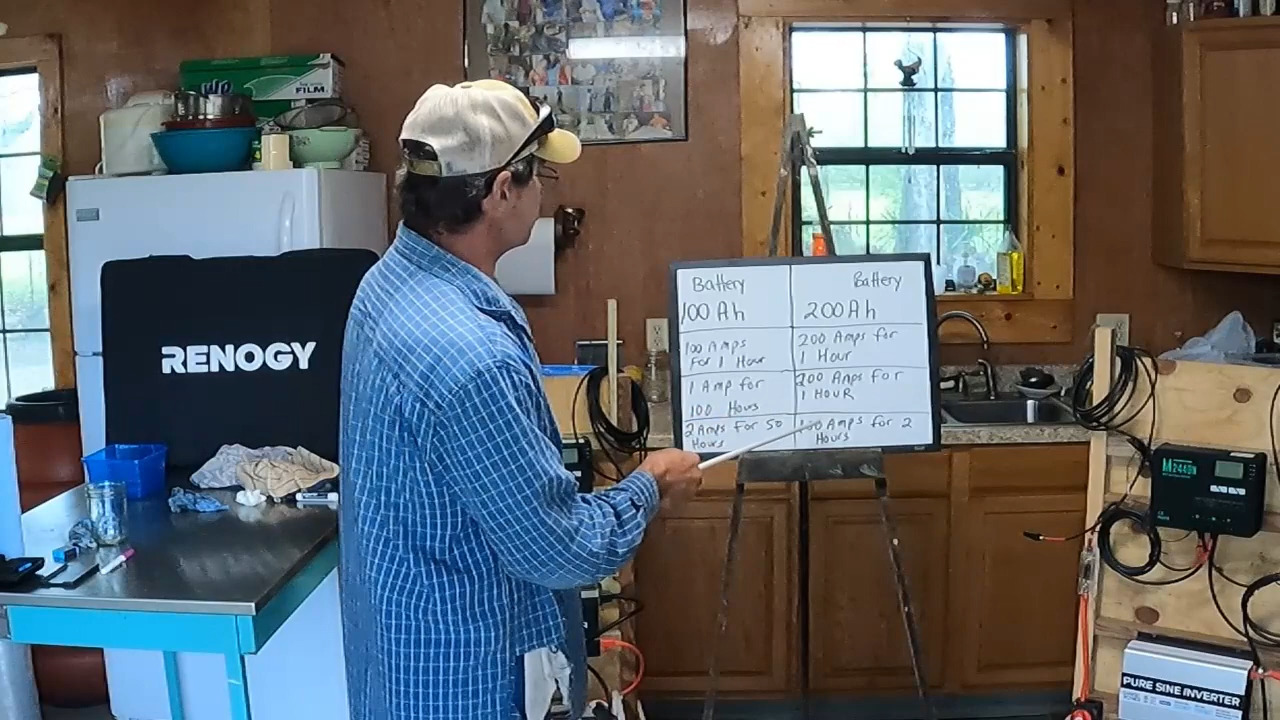 FILM
RENOGY
Battery
100 Ah
100 Amps
For 1 Hour
1 Amp for
100 Hours
2 Amps for 50
Hours
Battery
200 Ah
200 Amps for
1 Hour
200 Amps for
1 HOUR
Amps for 2
Hours
PURE SINE INVERTER